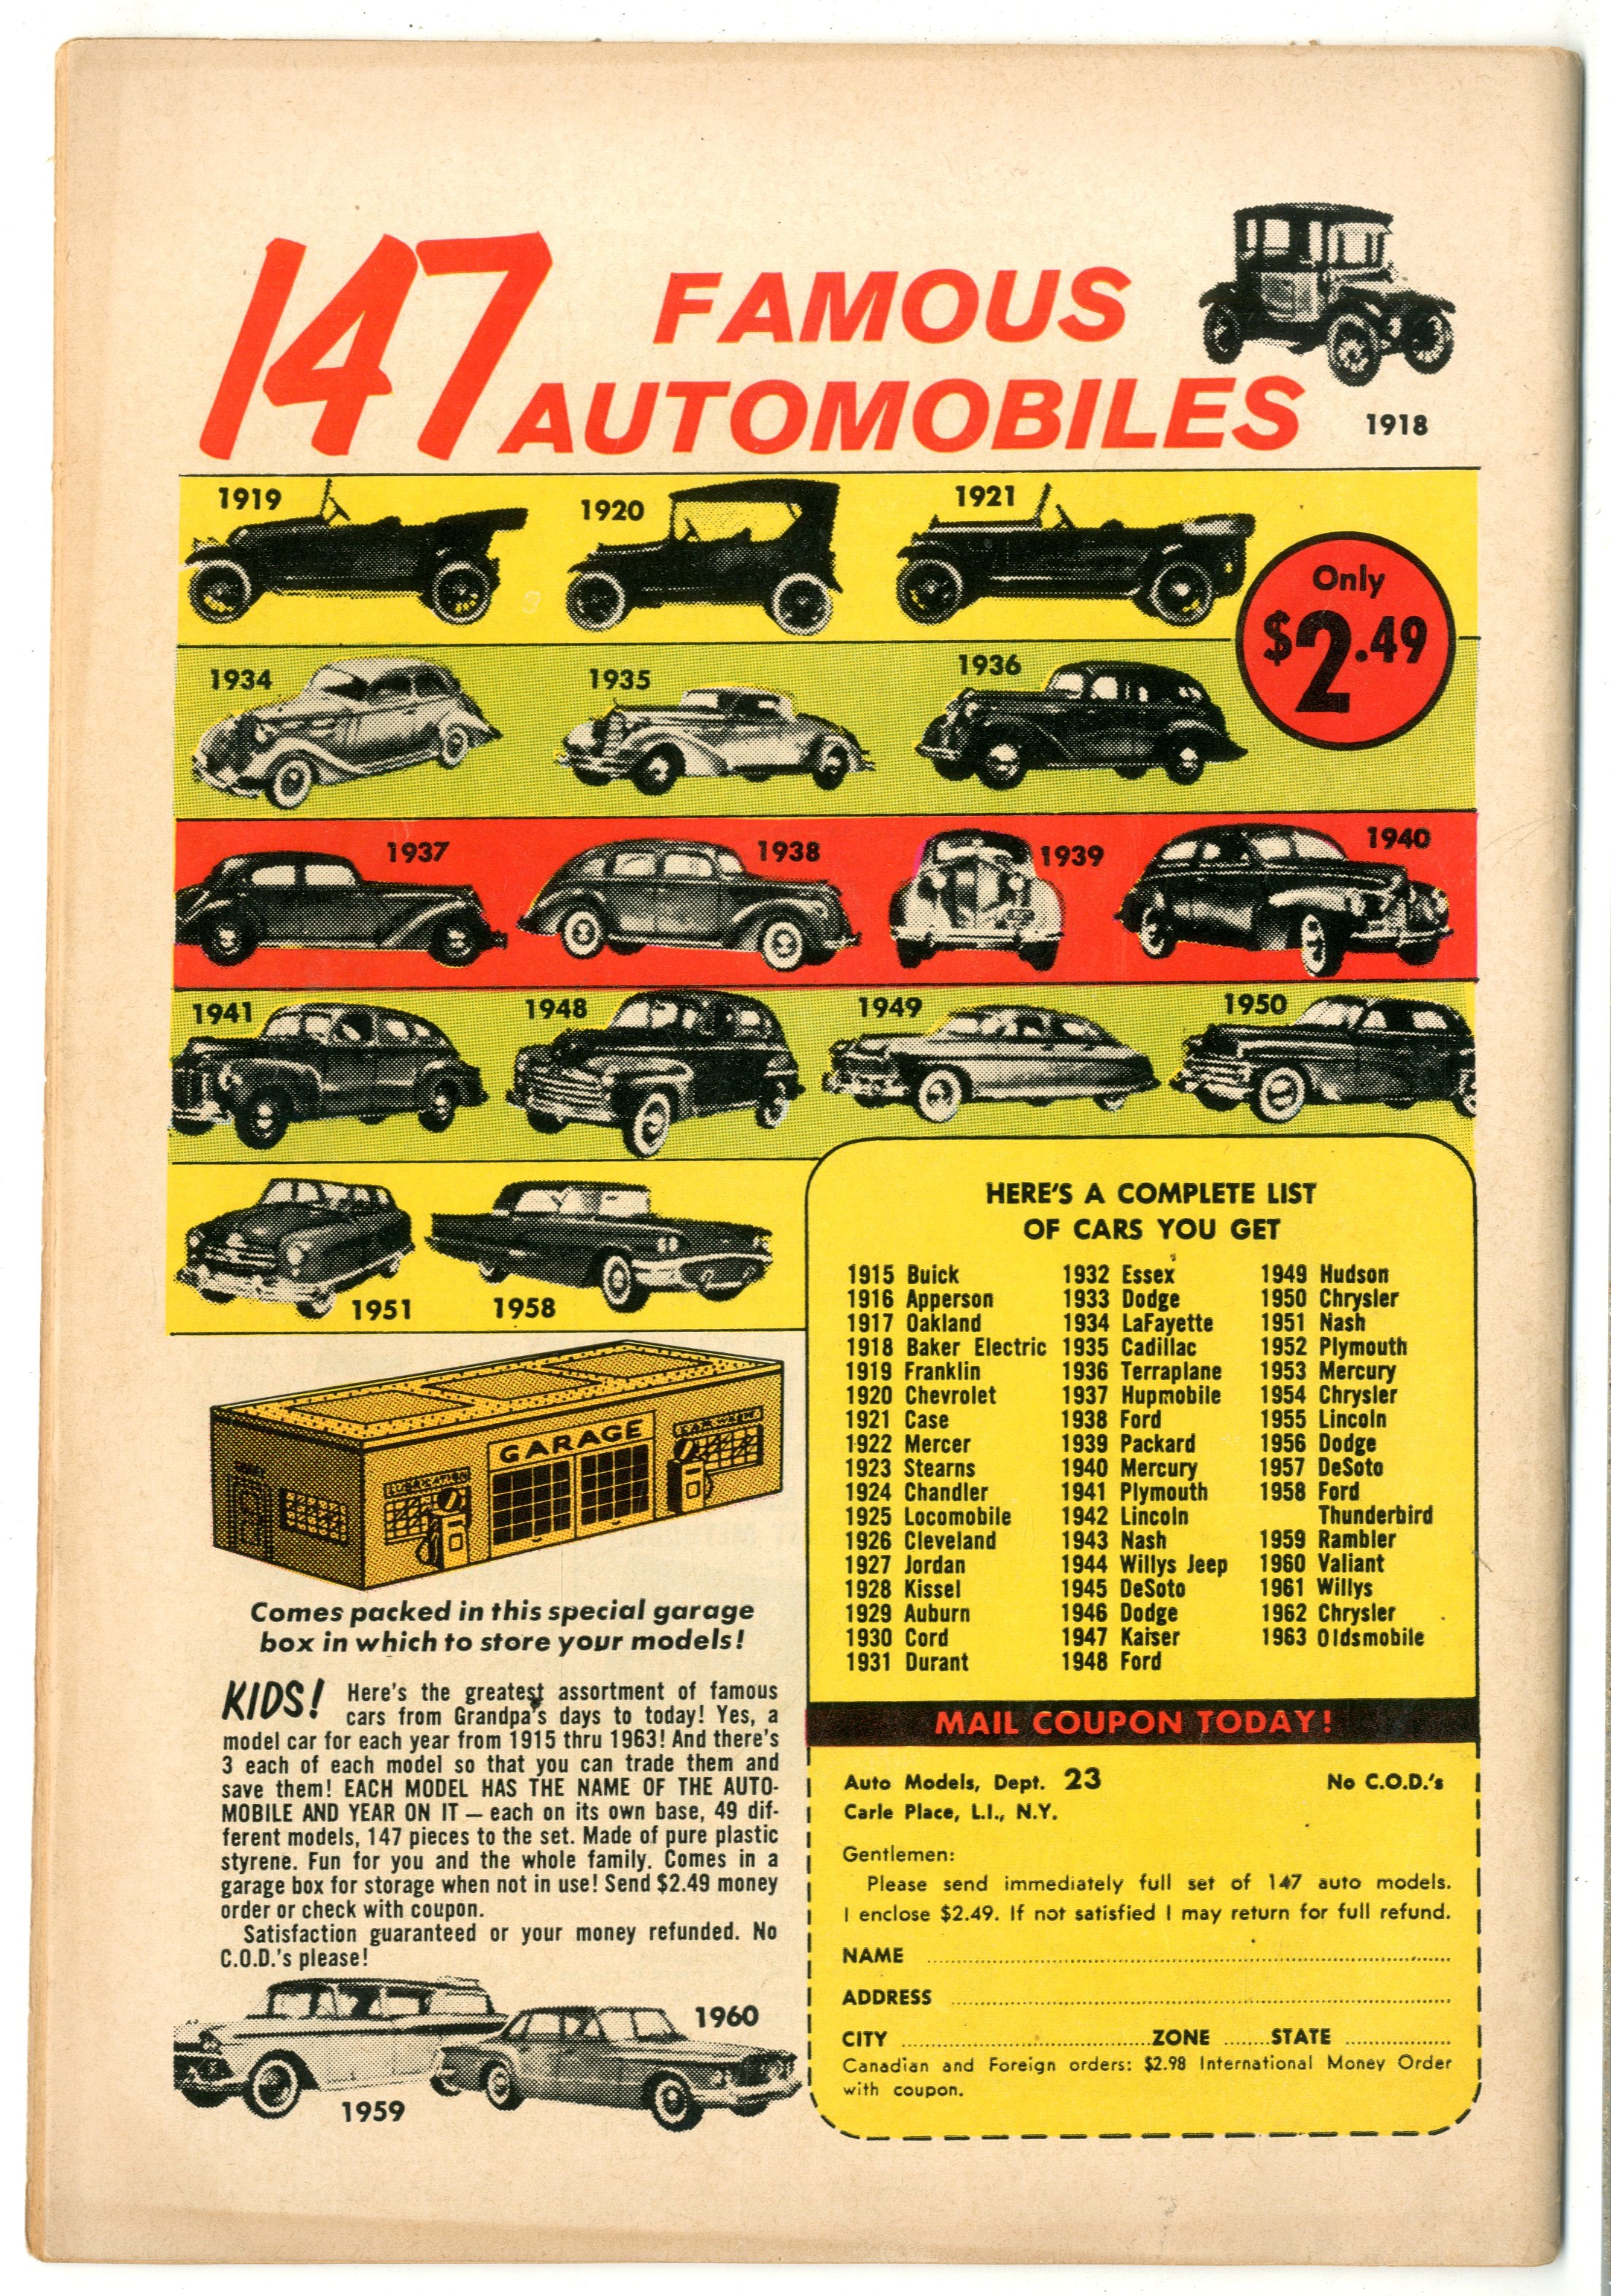 147 FAMOUS
AUTOMOBILES
1918
1919
1920
1921
Only
$2.49
1934
1935
1936
1937
1938
1939
1940
1941
1948
1949
1950
1951
1958
GARAGE
LUBRICATION
CAR WASH
Comes packed in this special garage
box in which to store your models!
KIDS! Here's the greatest assortment of famous
cars from Grandpa's days to today! Yes, a
model car for each year from 1915 thru 1963! And there's
3 each of each model so that you can trade them and
save them! EACH MODEL HAS THE NAME OF THE AUTO-
MOBILE AND YEAR ON IT — each on its own base, 49 dif-
ferent models, 147 pieces to the set. Made of pure plastic
styrene. Fun for you and the whole family. Comes in a
garage box for storage when not in use! Send $2.49 money
order or check with coupon.
Satisfaction guaranteed or your money refunded. No
C.O.D.'s please!
1959
1960
HERE'S A COMPLETE LIST
OF CARS YOU GET
1915 Buick
1916 Apperson
1917 Oakland
1918 Baker Electric
1919 Franklin
1920 Chevrolet
1921 Case
1922 Mercer
1923 Stearns
1924 Chandler
1925 Locomobile
1926 Cleveland
1927 Jordan
1928 Kissel
1929 Auburn
1930 Cord
1931 Durant
1932 Essex
1933 Dodge
1934 LaFayette
1935 Cadillac
1936 Terraplane
1937 Hupmobile
1938 Ford
1939 Packard
1940 Mercury
1941 Plymouth
1942 Lincoln
1943 Nash
1944 Willys Jeep
1945 DeSoto
1946 Dodge
1947 Kaiser
1948 Ford
1949 Hudson
1950 Chrysler
1951 Nash
1952 Plymouth
1953 Mercury
1954 Chrysler
1955 Lincoln
1956 Dodge
1957 DeSoto
1958 Ford
Thunderbird
1959 Rambler
1960 Valiant
1961 Willys
1962 Chrysler
1963 Oldsmobile
MAIL COUPON TODAY!
Auto Models, Dept. 23 No C.O.D.'s
Carle Place, L.I., N.Y.
Gentlemen:
Please send immediately full set of 147 auto models.
I enclose $2.49. If not satisfied I may return for full refund.
NAME
ADDRESS
CITY ZONE STATE
Canadian and Foreign orders: $2.98 International Money Order
with coupon.